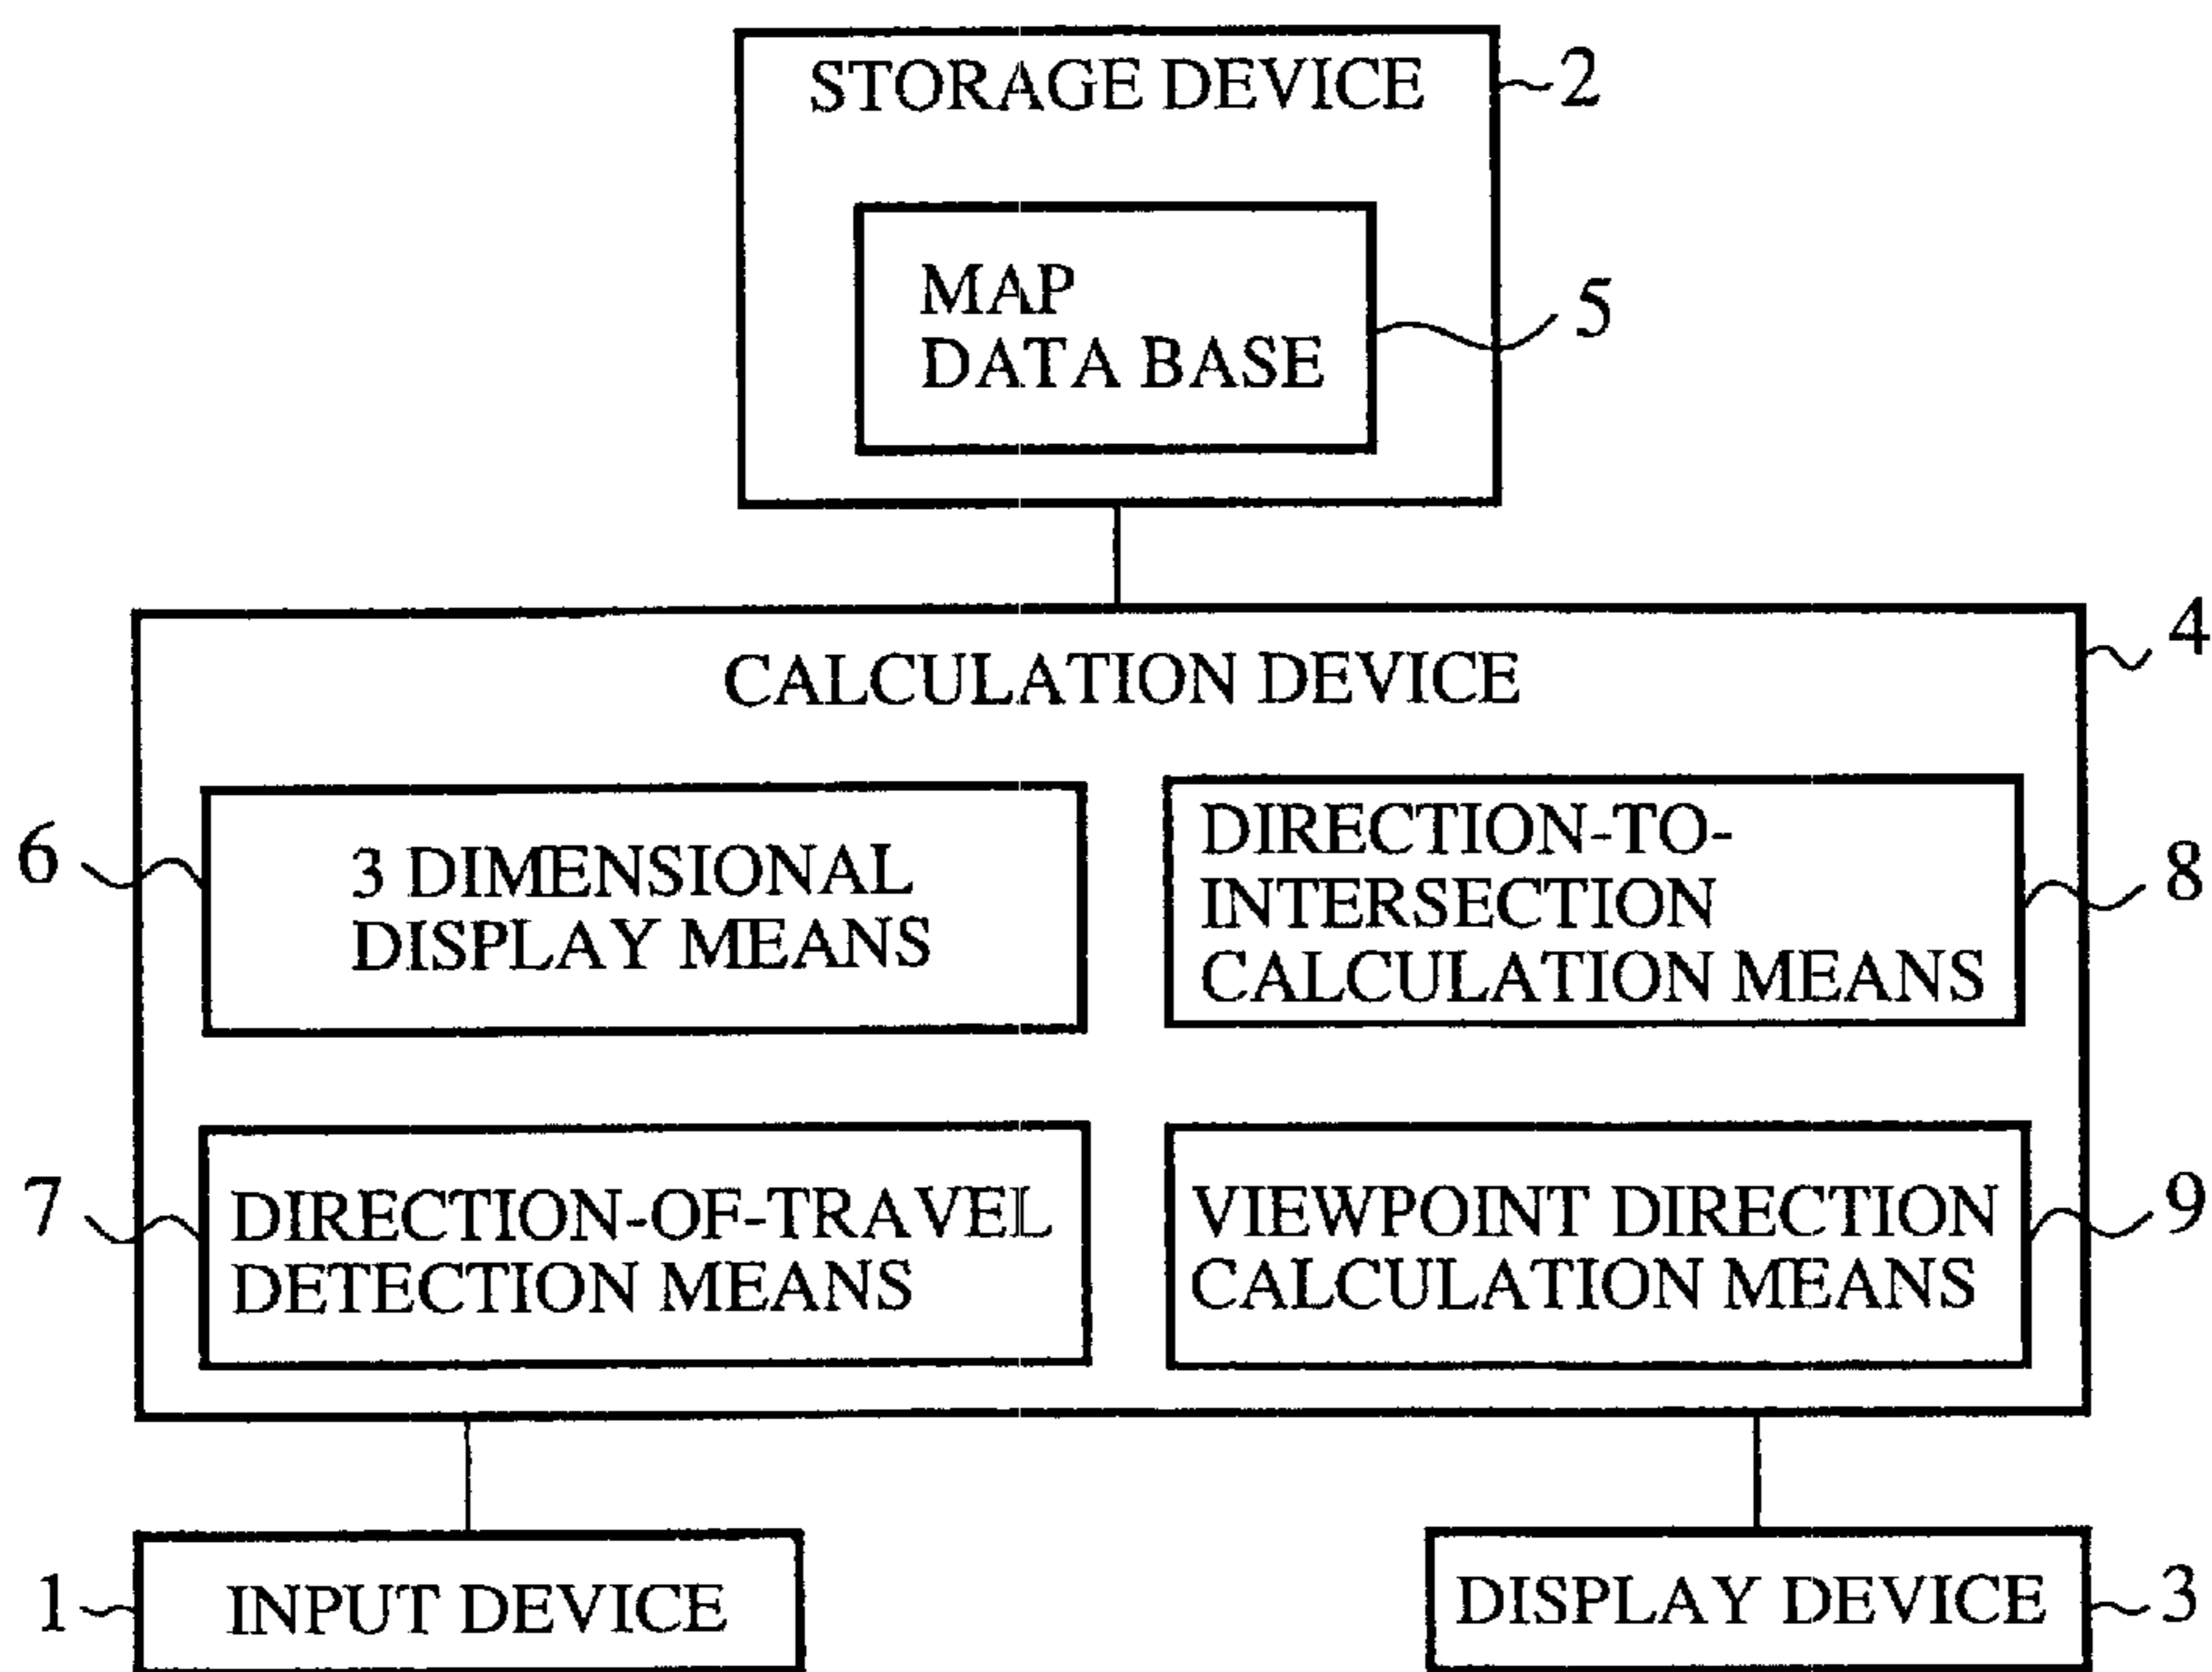 STORAGE DEVICE
2
MAP
DATA BASE
5
CALCULATION DEVICE
4
6
3 DIMENSIONAL
DISPLAY MEANS
DIRECTION-TO-
INTERSECTION
CALCULATION MEANS
8
7
DIRECTION-OF-TRAVEL
DETECTION MEANS
VIEWPOINT DIRECTION
CALCULATION MEANS
9
1
INPUT DEVICE
DISPLAY DEVICE
3